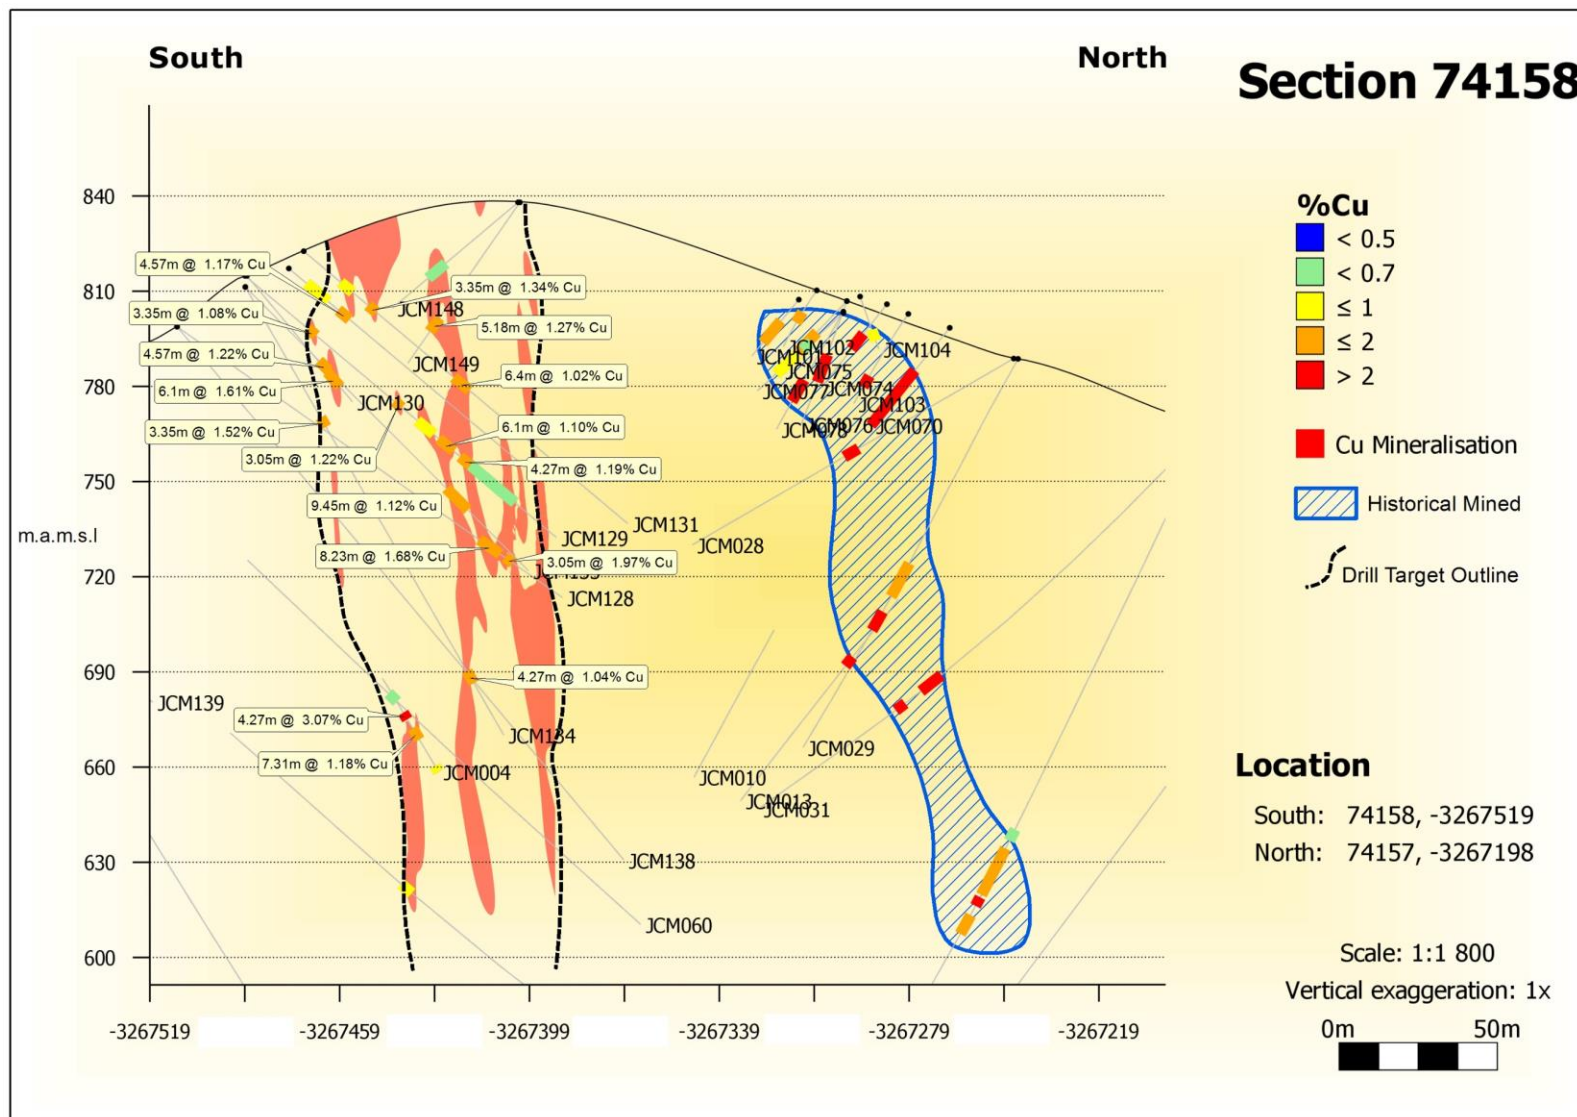 South
North
Section 74158
840
810
780
750
720
690
660
630
600
m.a.m.s.l
4.57m @ 1.17% Cu
3.35m @ 1.08% Cu
4.57m @ 1.22% Cu
6.1m @ 1.61% Cu
3.35m @ 1.52% Cu
3.05m @ 1.22% Cu
9.45m @ 1.12% Cu
8.23m @ 1.68% Cu
4.27m @ 3.07% Cu
7.31m @ 1.18% Cu
3.35m @ 1.34% Cu
5.18m @ 1.27% Cu
6.4m @ 1.02% Cu
6.1m @ 1.10% Cu
4.27m @ 1.19% Cu
3.05m @ 1.97% Cu
4.27m @ 1.04% Cu
JCM148
JCM149
JCM130
JCM131
JCM129
JCM128
JCM139
JCM134
JCM004
JCM138
JCM060
JCM028
JCM102
JCM101
JCM104
JCM075
JCM077
JCM074
JCM103
JCM076
JCM078
JCM070
JCM029
JCM010
JCM013
JCM031
-3267519
-3267459
-3267399
-3267339
-3267279
-3267219
%Cu
< 0.5
< 0.7
≤ 1
≤ 2
> 2
Cu Mineralisation
Historical Mined
Drill Target Outline
Location
South: 74158, -3267519
North: 74157, -3267198
Scale: 1:1 800
Vertical exaggeration: 1x
0m 50m